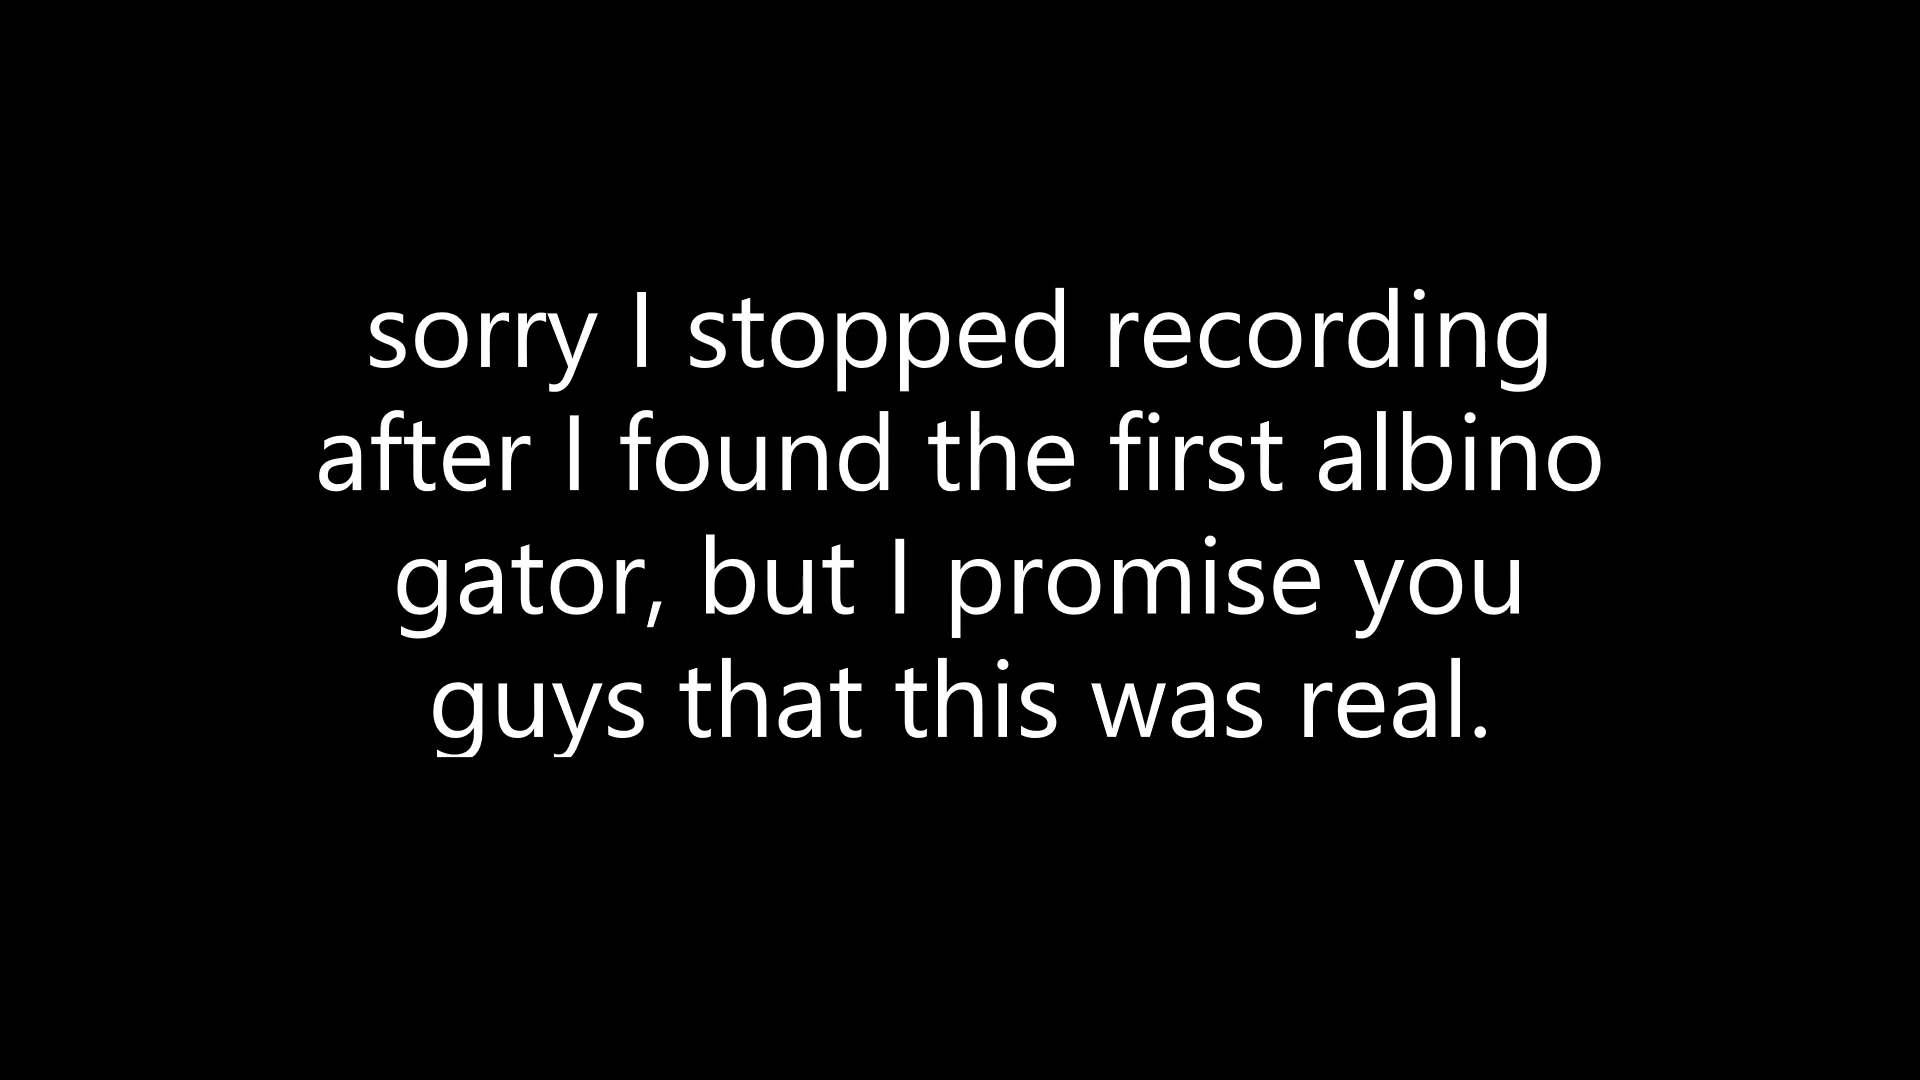 sorry I stopped recording
after I found the first albino
gator, but I promise you
guys that this was real.